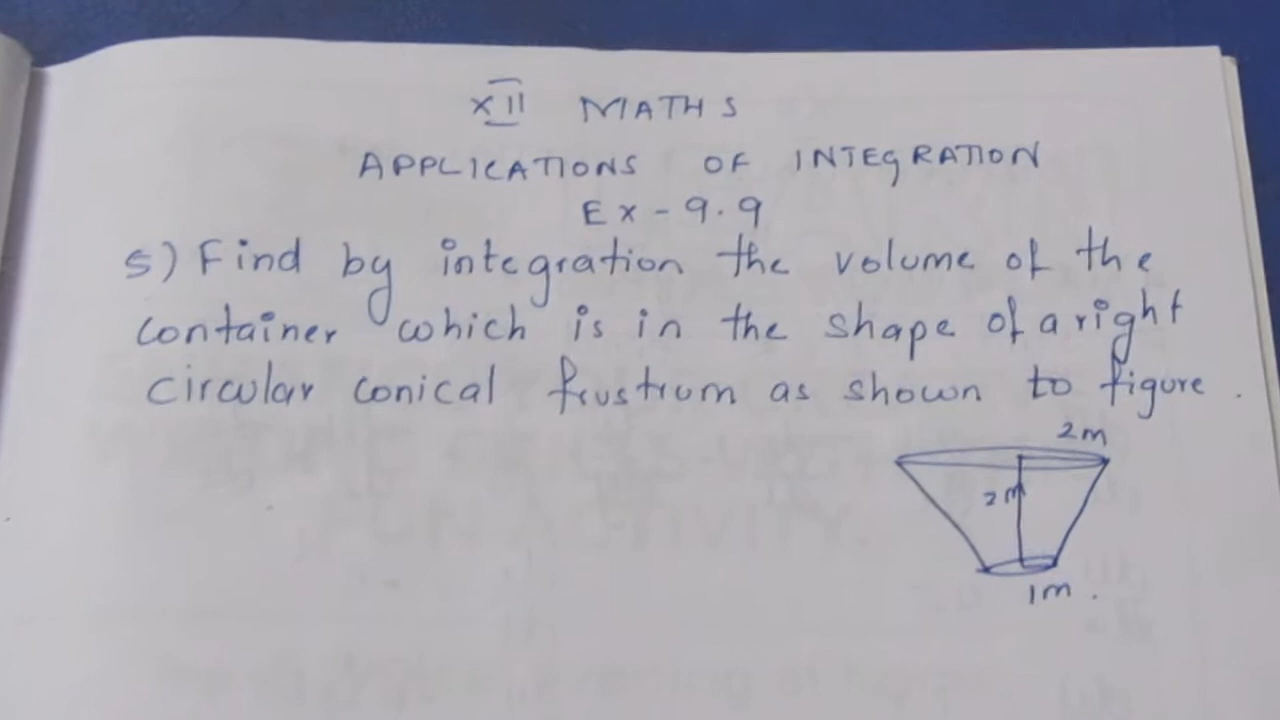 XII MATHS
APPLICATIONS OF INTEGRATION
Ex - 9.9
5) Find by integration the volume of the
container which is in the shape of a right
circular conical frustrum as shown to figure.
2m
2m
1m.